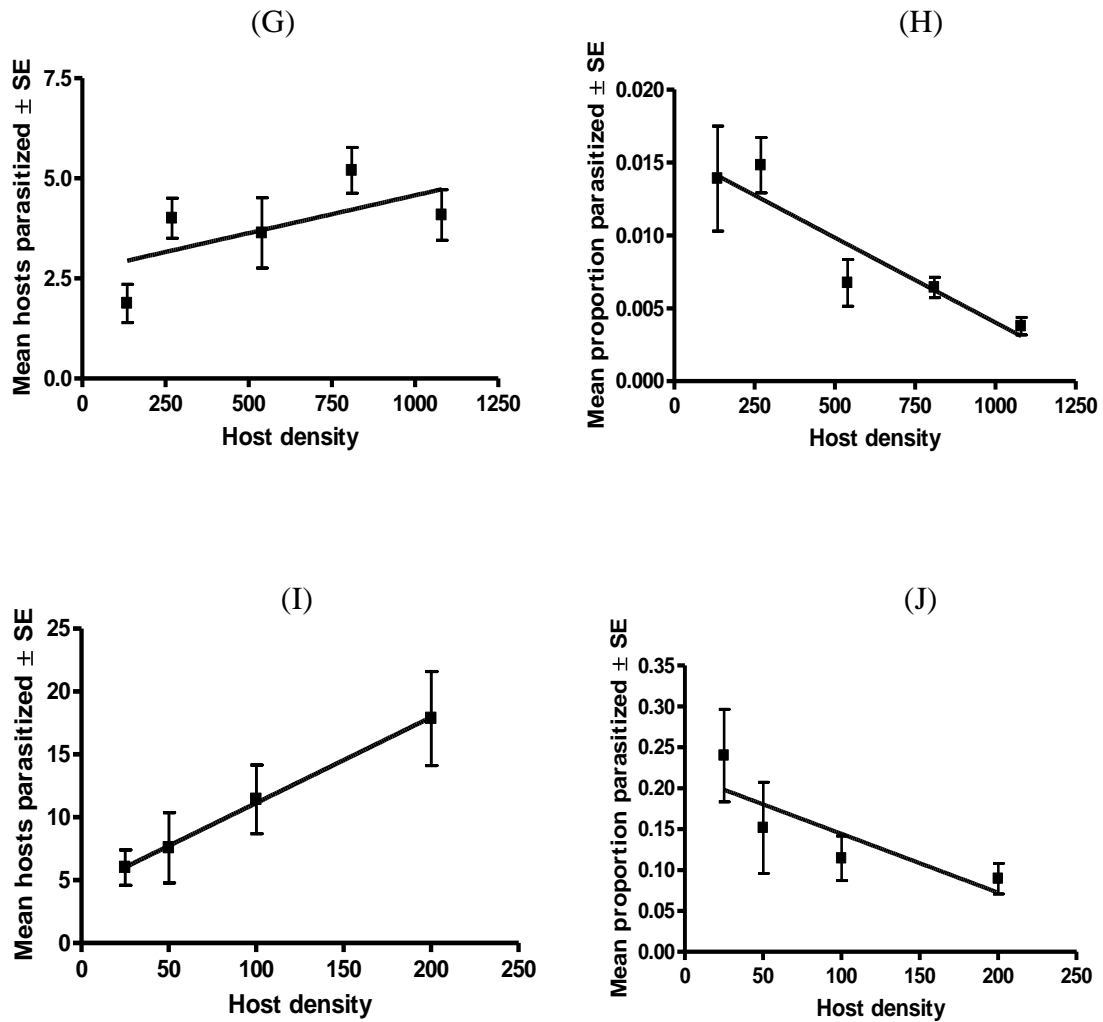 (G)
Mean hosts parasitized ± SE
7.5
5.0
2.5
0.0
0 250 500 750 1000 1250
Host density
(H)
Mean proportion parasitized ± SE
0.020
0.015
0.010
0.005
0.000
0 250 500 750 1000 1250
Host density
(I)
Mean hosts parasitized ± SE
25
20
15
10
5
0
0 50 100 150 200 250
Host density
(J)
Mean proportion parasitized ± SE
0.35
0.30
0.25
0.20
0.15
0.10
0.05
0.00
0 50 100 150 200 250
Host density